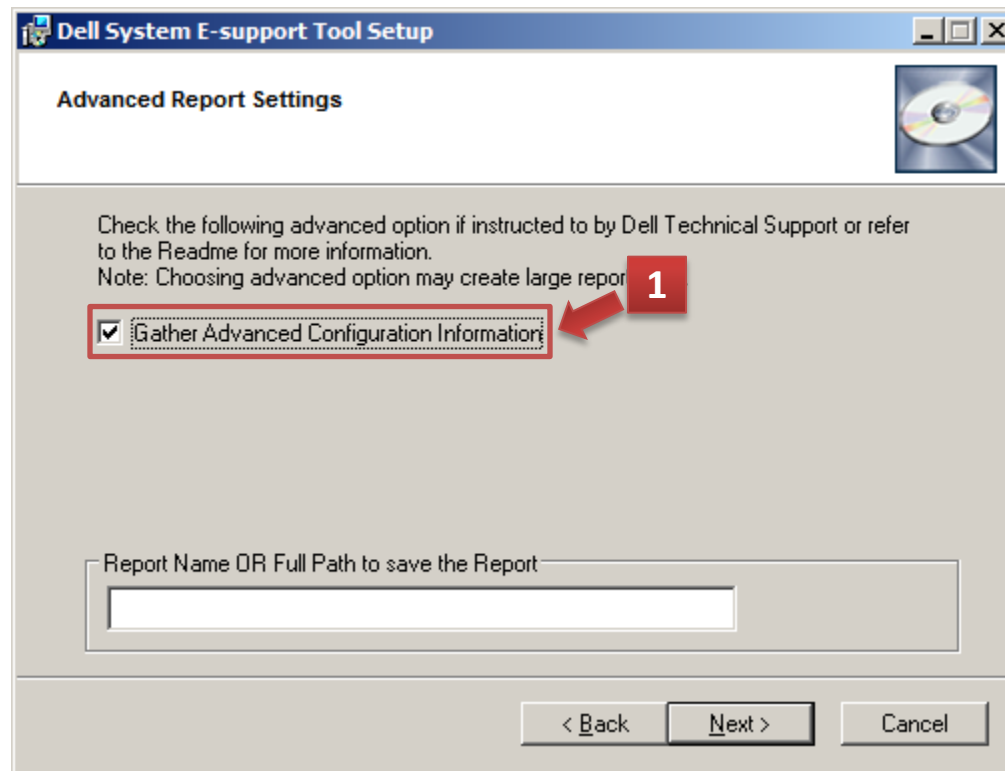 Dell System E-support Tool Setup
Advanced Report Settings
Check the following advanced option if instructed to by Dell Technical Support or refer
to the Readme for more information.
Note: Choosing advanced option may create large repor
1
Gather Advanced Configuration Information
Report Name OR Full Path to save the Report
< Back
Next >
Cancel